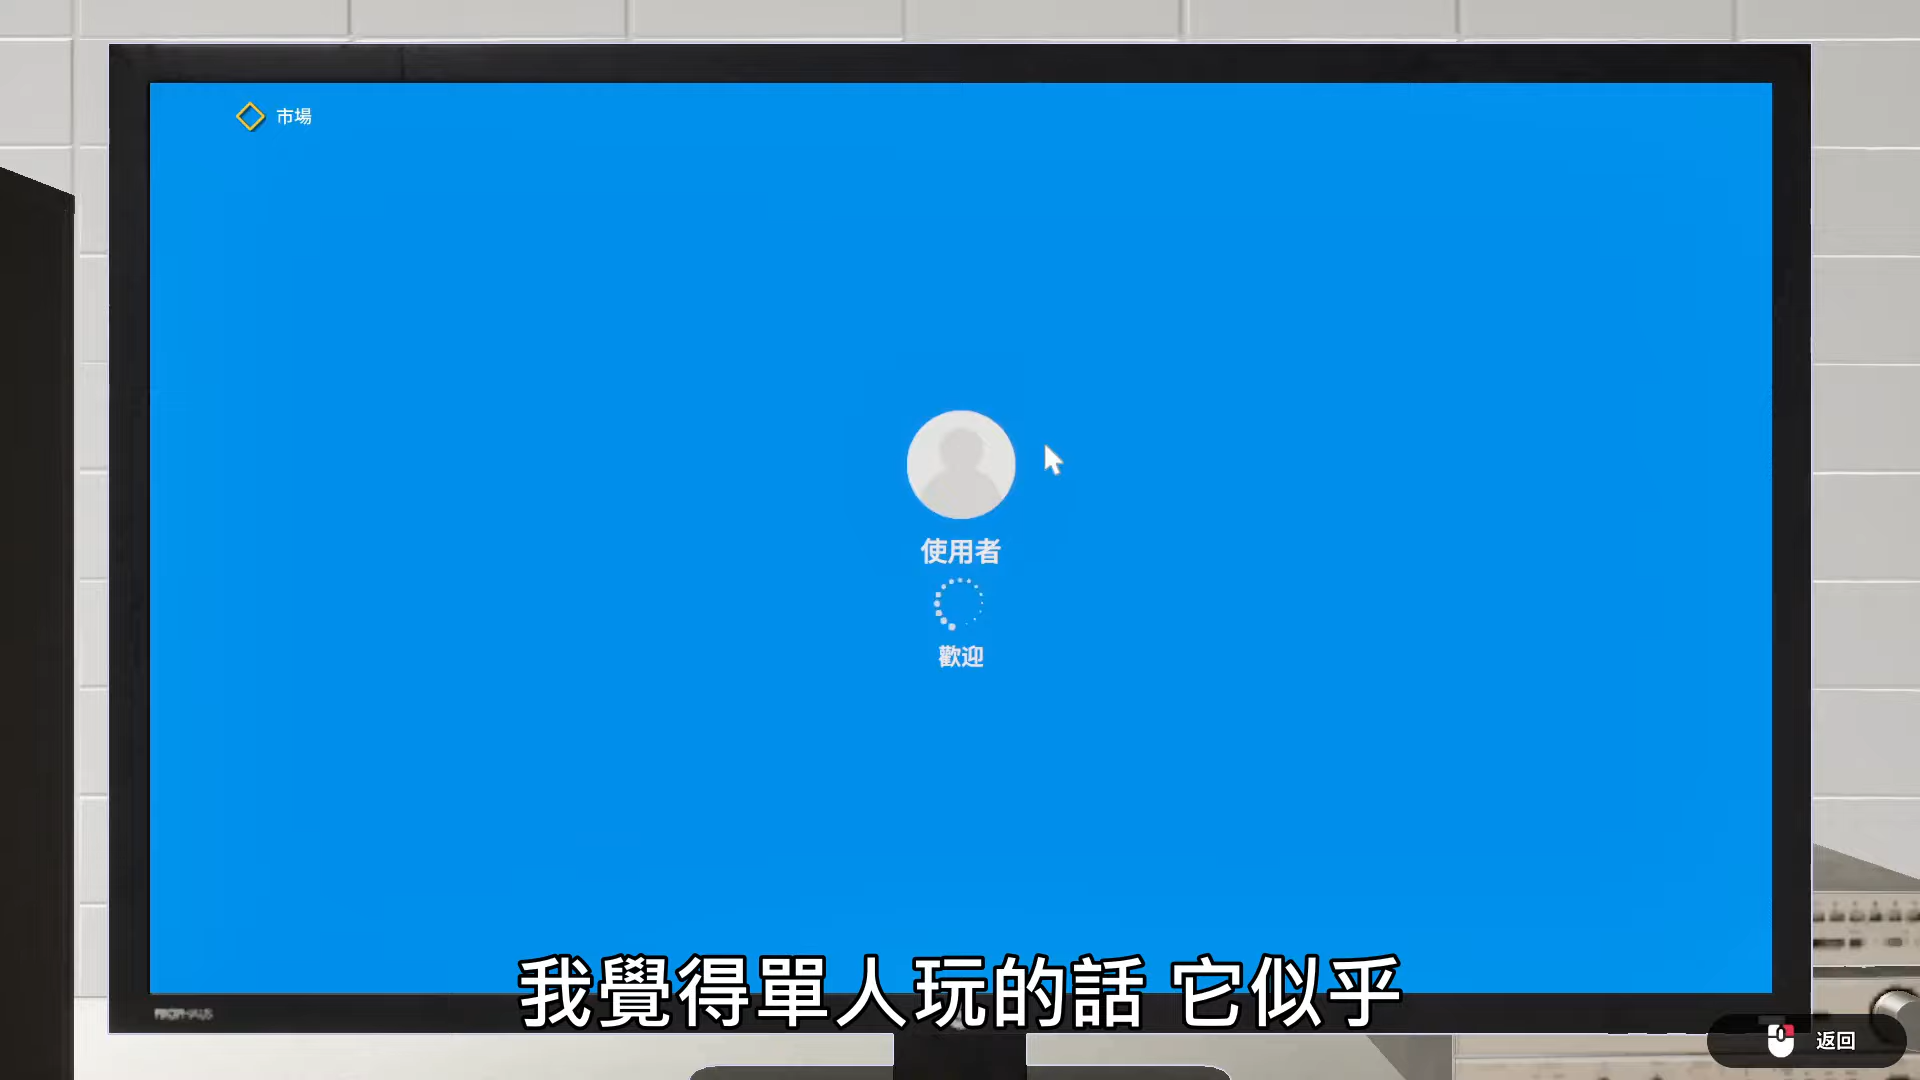 市場
使用者
歡迎
我覺得單人玩的話 它似乎
返回